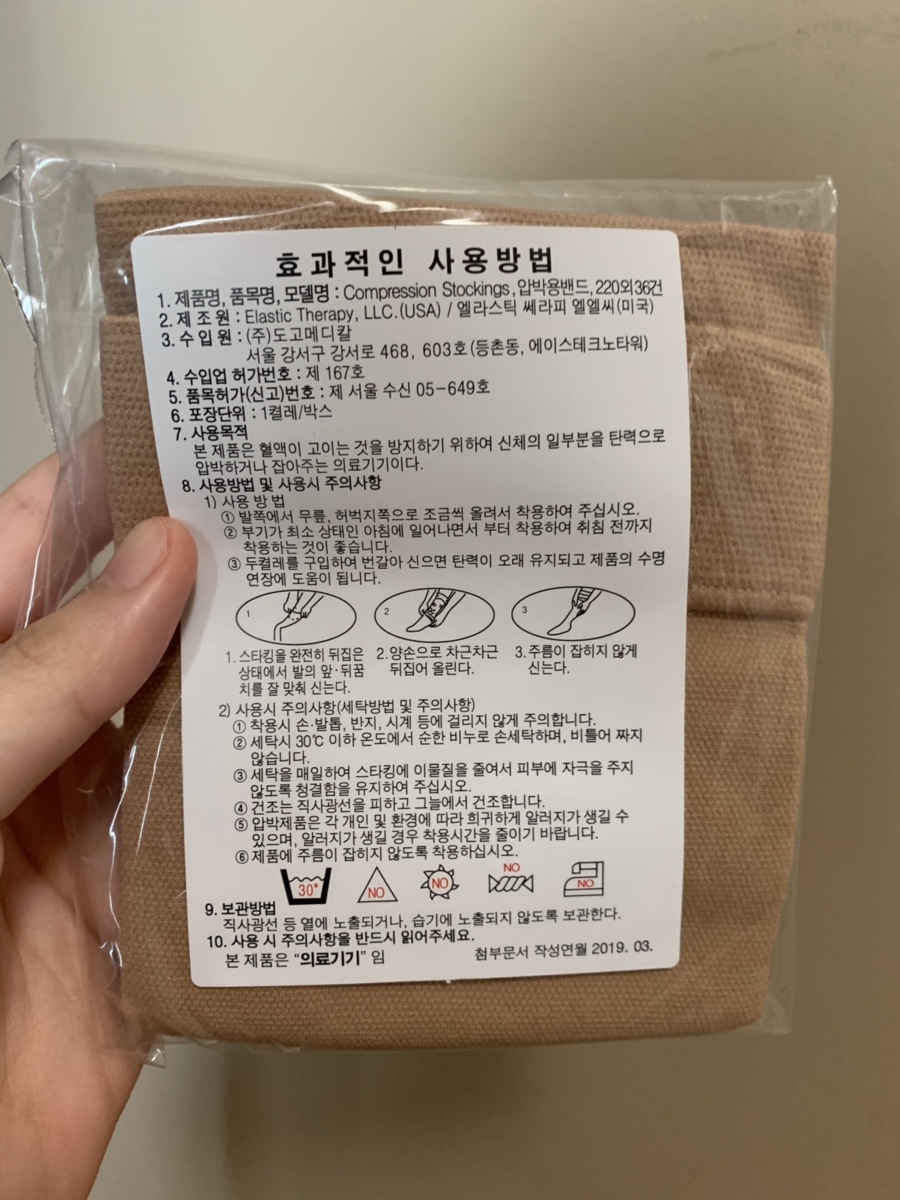 효과적인 사용방법
1. 제품명, 품목명, 모델명 : Compression Stockings, 압박용밴드, 220외36건
2. 제 조 원 : Elastic Therapy, LLC.(USA) / 엘라스틱 쎄라피 엘엘씨(미국)
3. 수 입 원 : (주)도고메디칼
서울 강서구 강서로 468, 603호(등촌동, 에이스테크노타워)
4. 수입업 허가번호 : 제 167호
5. 품목허가(신고)번호 : 제 서울 수신 05-649호
6. 포장단위 : 1켤레/박스
7. 사용목적
본 제품은 혈액이 고이는 것을 방지하기 위하여 신체의 일부분을 탄력으로
압박하거나 잡아주는 의료기기이다.
8. 사용방법 및 사용시 주의사항
1) 사용 방 법
① 발쪽에서 무릎, 허벅지쪽으로 조금씩 올려서 착용하여 주십시오.
② 부기가 최소 상태인 아침에 일어나면서 부터 착용하여 취침 전까지
착용하는 것이 좋습니다.
③ 두켤레를 구입하여 번갈아 신으면 탄력이 오래 유지되고 제품의 수명
연장에 도움이 됩니다.
1 2 3
1. 스타킹을 완전히 뒤집은 2. 양손으로 차근차근 3. 주름이 잡히지 않게
상태에서 발의 앞·뒤꿈 뒤집어 올린다. 신는다.
치를 잘 맞춰 신는다.
2) 사용시 주의사항(세탁방법 및 주의사항)
① 착용시 손·발톱, 반지, 시계 등에 걸리지 않게 주의합니다.
② 세탁시 30℃ 이하 온도에서 순한 비누로 손세탁하며, 비틀어 짜지
않습니다.
③ 세탁을 매일하여 스타킹에 이물질을 줄여서 피부에 자극을 주지
않도록 청결함을 유지하여 주십시오.
④ 건조는 직사광선을 피하고 그늘에서 건조합니다.
⑤ 압박제품은 각 개인 및 환경에 따라 희귀하게 알러지가 생길 수
있으며, 알러지가 생길 경우 착용시간을 줄이기 바랍니다.
⑥ 제품에 주름이 잡히지 않도록 착용하십시오.
30° NO NO NO NO
9. 보관방법
직사광선 등 열에 노출되거나, 습기에 노출되지 않도록 보관한다.
10. 사용 시 주의사항을 반드시 읽어주세요.
본 제품은 “의료기기” 임 첨부문서 작성연월 2019. 03.